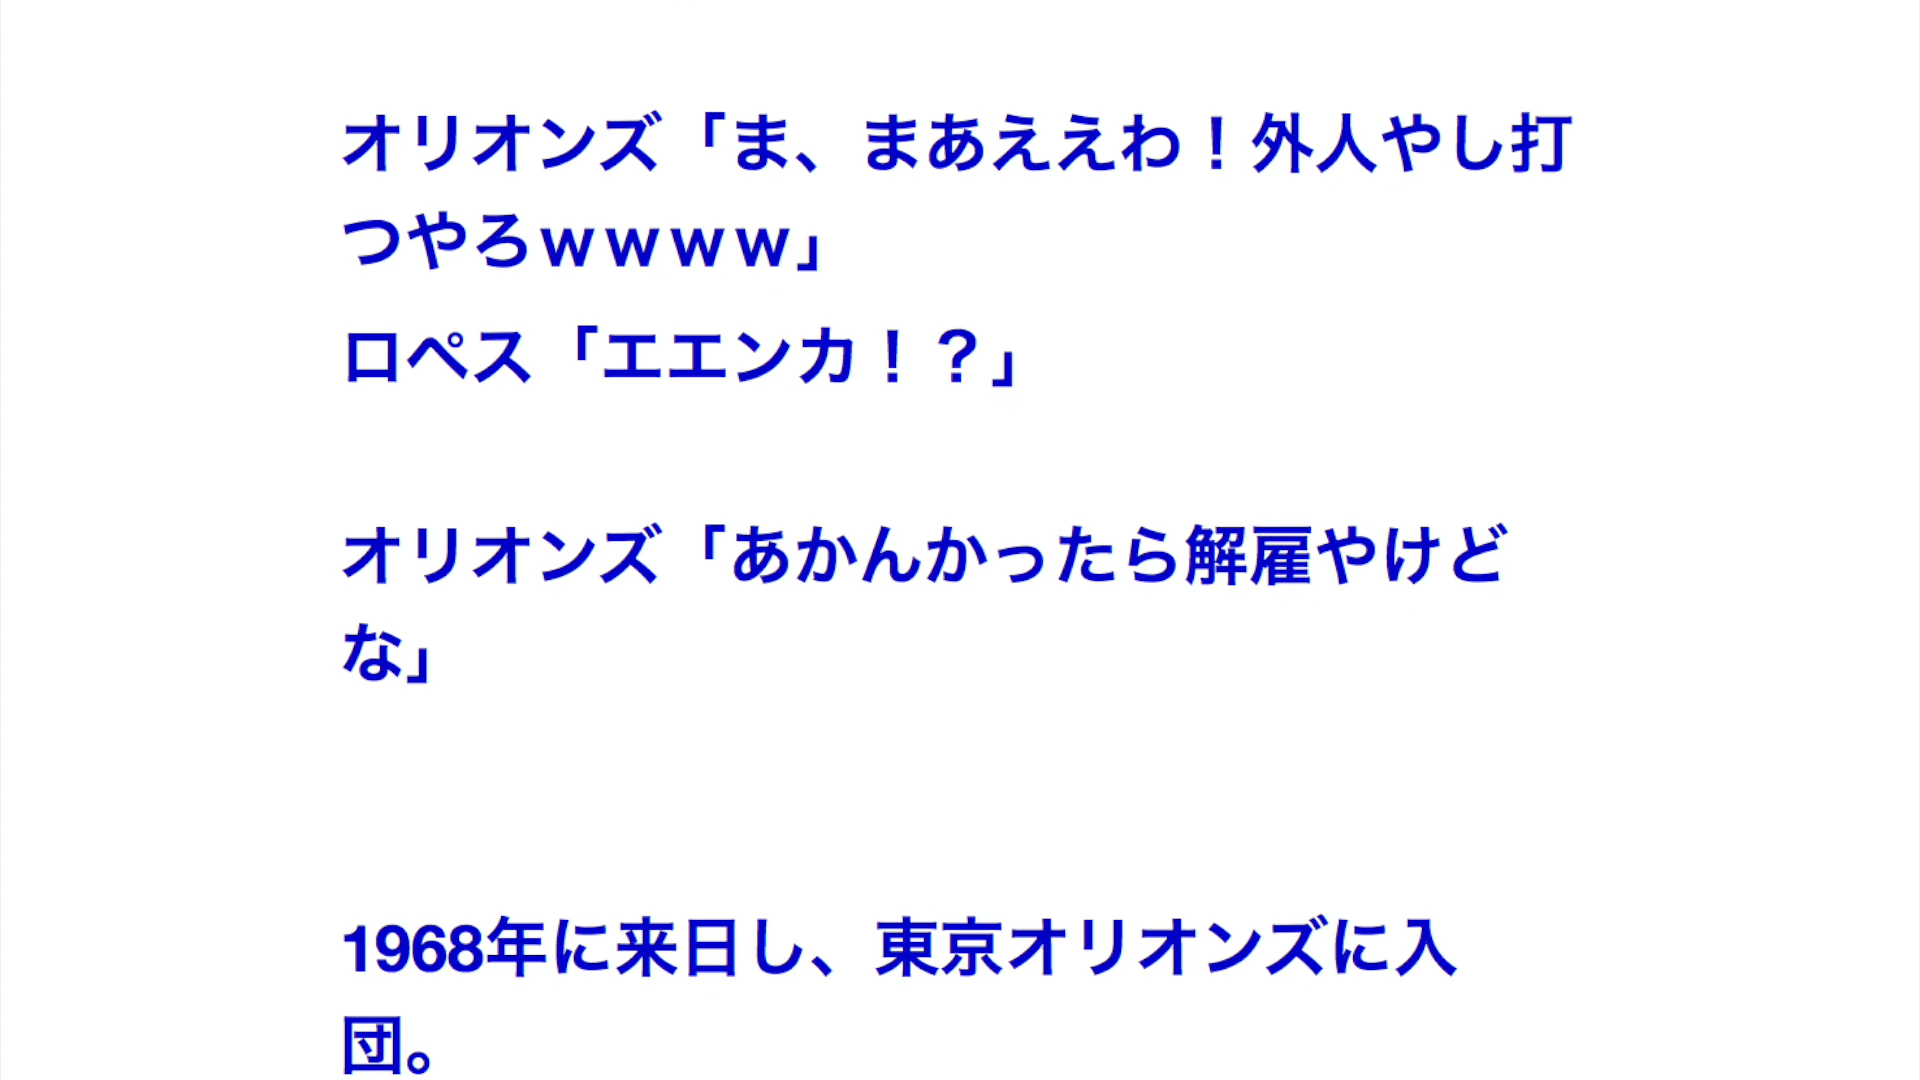 オリオンズ「ま、まあええわ！外人やし打
つやろｗｗｗｗ」
ロペス「エエンカ！？」
オリオンズ「あかんかったら解雇やけど
な」
1968年に来日し、東京オリオンズに入
団。